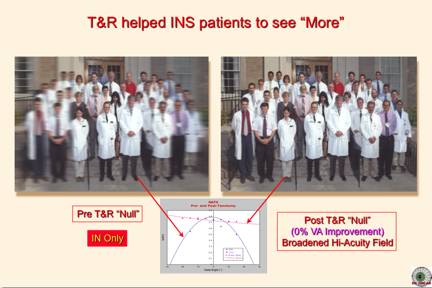 T&R helped INS patients to see “More”
Pre T&R “Null”
IN Only
NAFX
Pre- and Post-Tenotomy
Post T&R “Null”
(0% VA Improvement)
Broadened Hi-Acuity Field